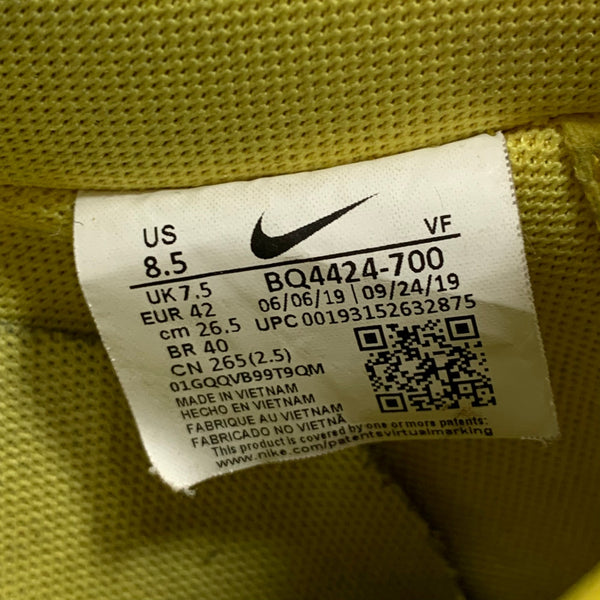 US
VF
8.5
BQ4424-700
UK 7.5
06/06/19 | 09/24/19
EUR 42
UPC 00193152632875
cm 26.5
BR 40
CN 265(2.5)
01GQQVB99T9QM
MADE IN VIETNAM
HECHO EN VIETNAM
FABRIQUE AU VIETNAM
FABRICADO NO VIETNÃ
This product is covered by one or more patents:
www.nike.com/patentsvirtualmarking